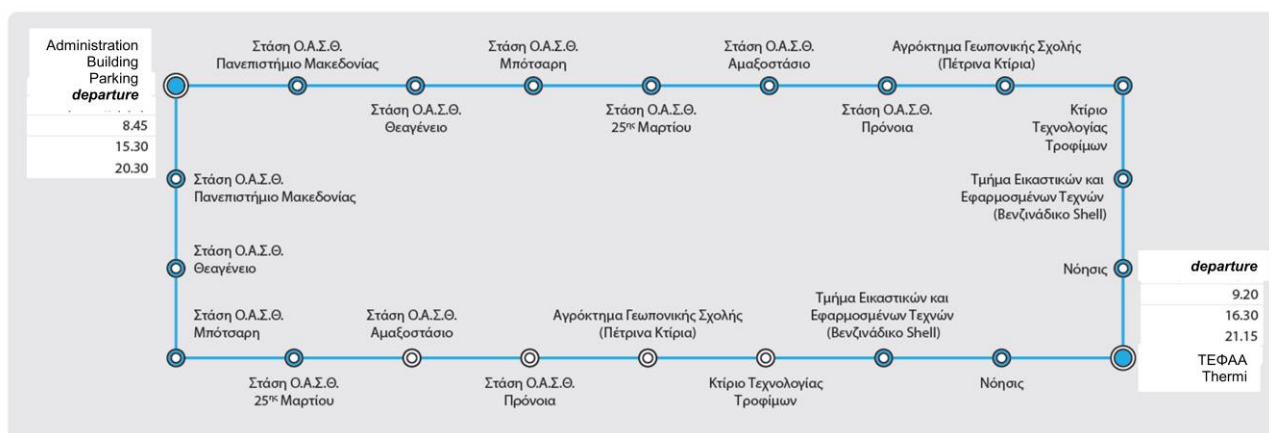 Administration
Building
Parking
departure
8.45
15.30
20.30
Στάση Ο.Α.Σ.Θ.
Πανεπιστήμιο Μακεδονίας
Στάση Ο.Α.Σ.Θ.
Θεαγένειο
Στάση Ο.Α.Σ.Θ.
Μπότσαρη
Στάση Ο.Α.Σ.Θ.
25ης Μαρτίου
Στάση Ο.Α.Σ.Θ.
Αμαξοστάσιο
Στάση Ο.Α.Σ.Θ.
Πρόνοια
Αγρόκτημα Γεωπονικής Σχολής
(Πέτρινα Κτίρια)
Κτίριο
Τεχνολογίας
Τροφίμων
Τμήμα Εικαστικών και
Εφαρμοσμένων Τεχνών
(Βενζινάδικο Shell)
Νόησις
departure
9.20
16.30
21.15
ΤΕΦΑΑ
Thermi
Στάση Ο.Α.Σ.Θ.
Πανεπιστήμιο Μακεδονίας
Στάση Ο.Α.Σ.Θ.
Θεαγένειο
Στάση Ο.Α.Σ.Θ.
Μπότσαρη
Στάση Ο.Α.Σ.Θ.
25ης Μαρτίου
Στάση Ο.Α.Σ.Θ.
Αμαξοστάσιο
Στάση Ο.Α.Σ.Θ.
Πρόνοια
Αγρόκτημα Γεωπονικής Σχολής
(Πέτρινα Κτίρια)
Κτίριο Τεχνολογίας
Τροφίμων
Τμήμα Εικαστικών και
Εφαρμοσμένων Τεχνών
(Βενζινάδικο Shell)
Νόησις